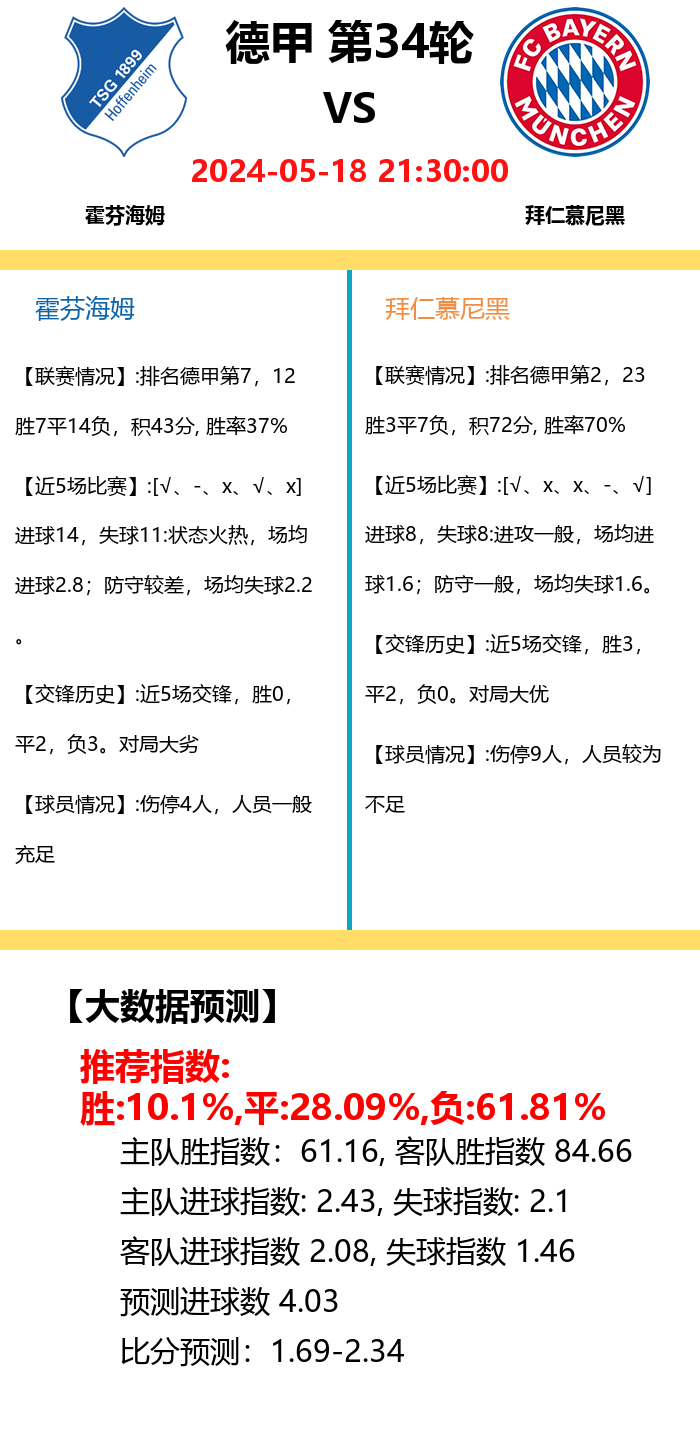 TSG 1899
Hoffenheim
德甲 第34轮
VS
FC BAYERN
MÜNCHEN
2024-05-18 21:30:00
霍芬海姆
拜仁慕尼黑
霍芬海姆
【联赛情况】:排名德甲第7，12
胜7平14负，积43分, 胜率37%
【近5场比赛】:[√、-、x、√、x]
进球14，失球11:状态火热，场均
进球2.8；防守较差，场均失球2.2
。
【交锋历史】:近5场交锋，胜0，
平2，负3。对局大劣
【球员情况】:伤停4人，人员一般
充足
拜仁慕尼黑
【联赛情况】:排名德甲第2，23
胜3平7负，积72分, 胜率70%
【近5场比赛】:[√、x、x、-、√]
进球8，失球8:进攻一般，场均进
球1.6；防守一般，场均失球1.6。
【交锋历史】:近5场交锋，胜3，
平2，负0。对局大优
【球员情况】:伤停9人，人员较为
不足
【大数据预测】
推荐指数:
胜:10.1%,平:28.09%,负:61.81%
主队胜指数：61.16, 客队胜指数 84.66
主队进球指数: 2.43, 失球指数: 2.1
客队进球指数 2.08, 失球指数 1.46
预测进球数 4.03
比分预测：1.69-2.34